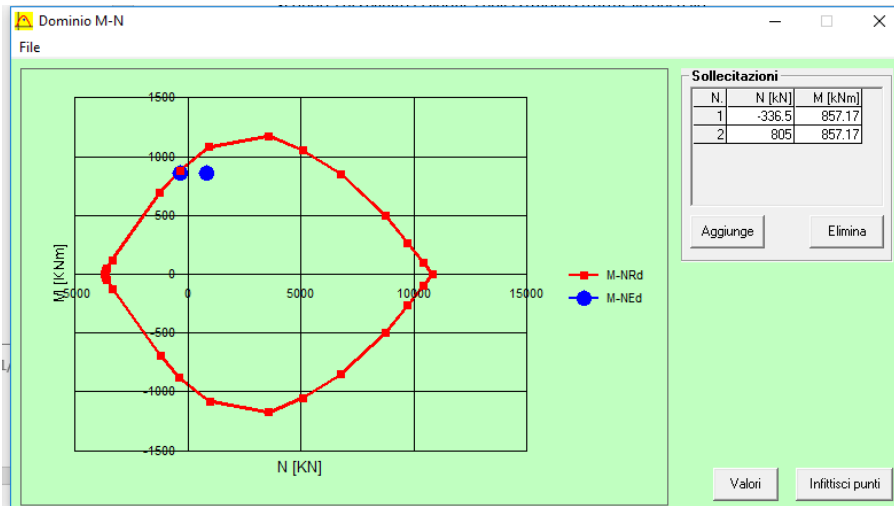 Dominio M-N
File
1500
1000
500
0
-500
-1000
-1500
M [KNm]
-5000 0 5000 10000 15000
N [KN]
M-NRd
M-NEd
Sollecitazioni
N. N [kN] M [kNm]
1 -336.5 857.17
2 805 857.17
Aggiunge Elimina
Valori Infittisci punti